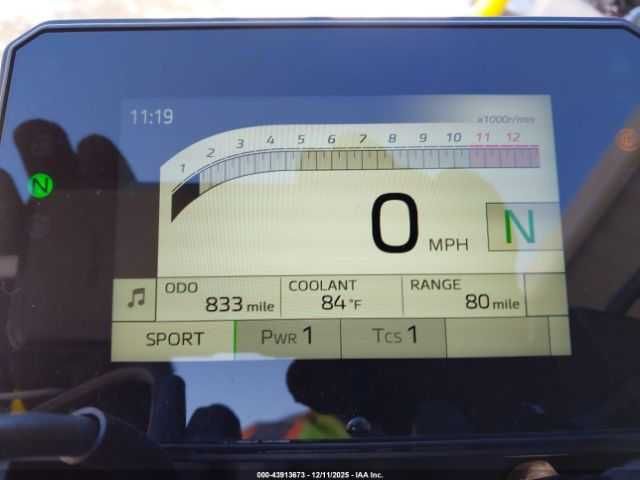 11:19
x1000r/min
1 2 3 4 5 6 7 8 9 10 11 12
N
0 MPH N
ODO COOLANT RANGE
833 mile 84 °F 80 mile
SPORT PWR 1 TCS 1
000-43913673 - 12/11/2025 - IAA Inc.